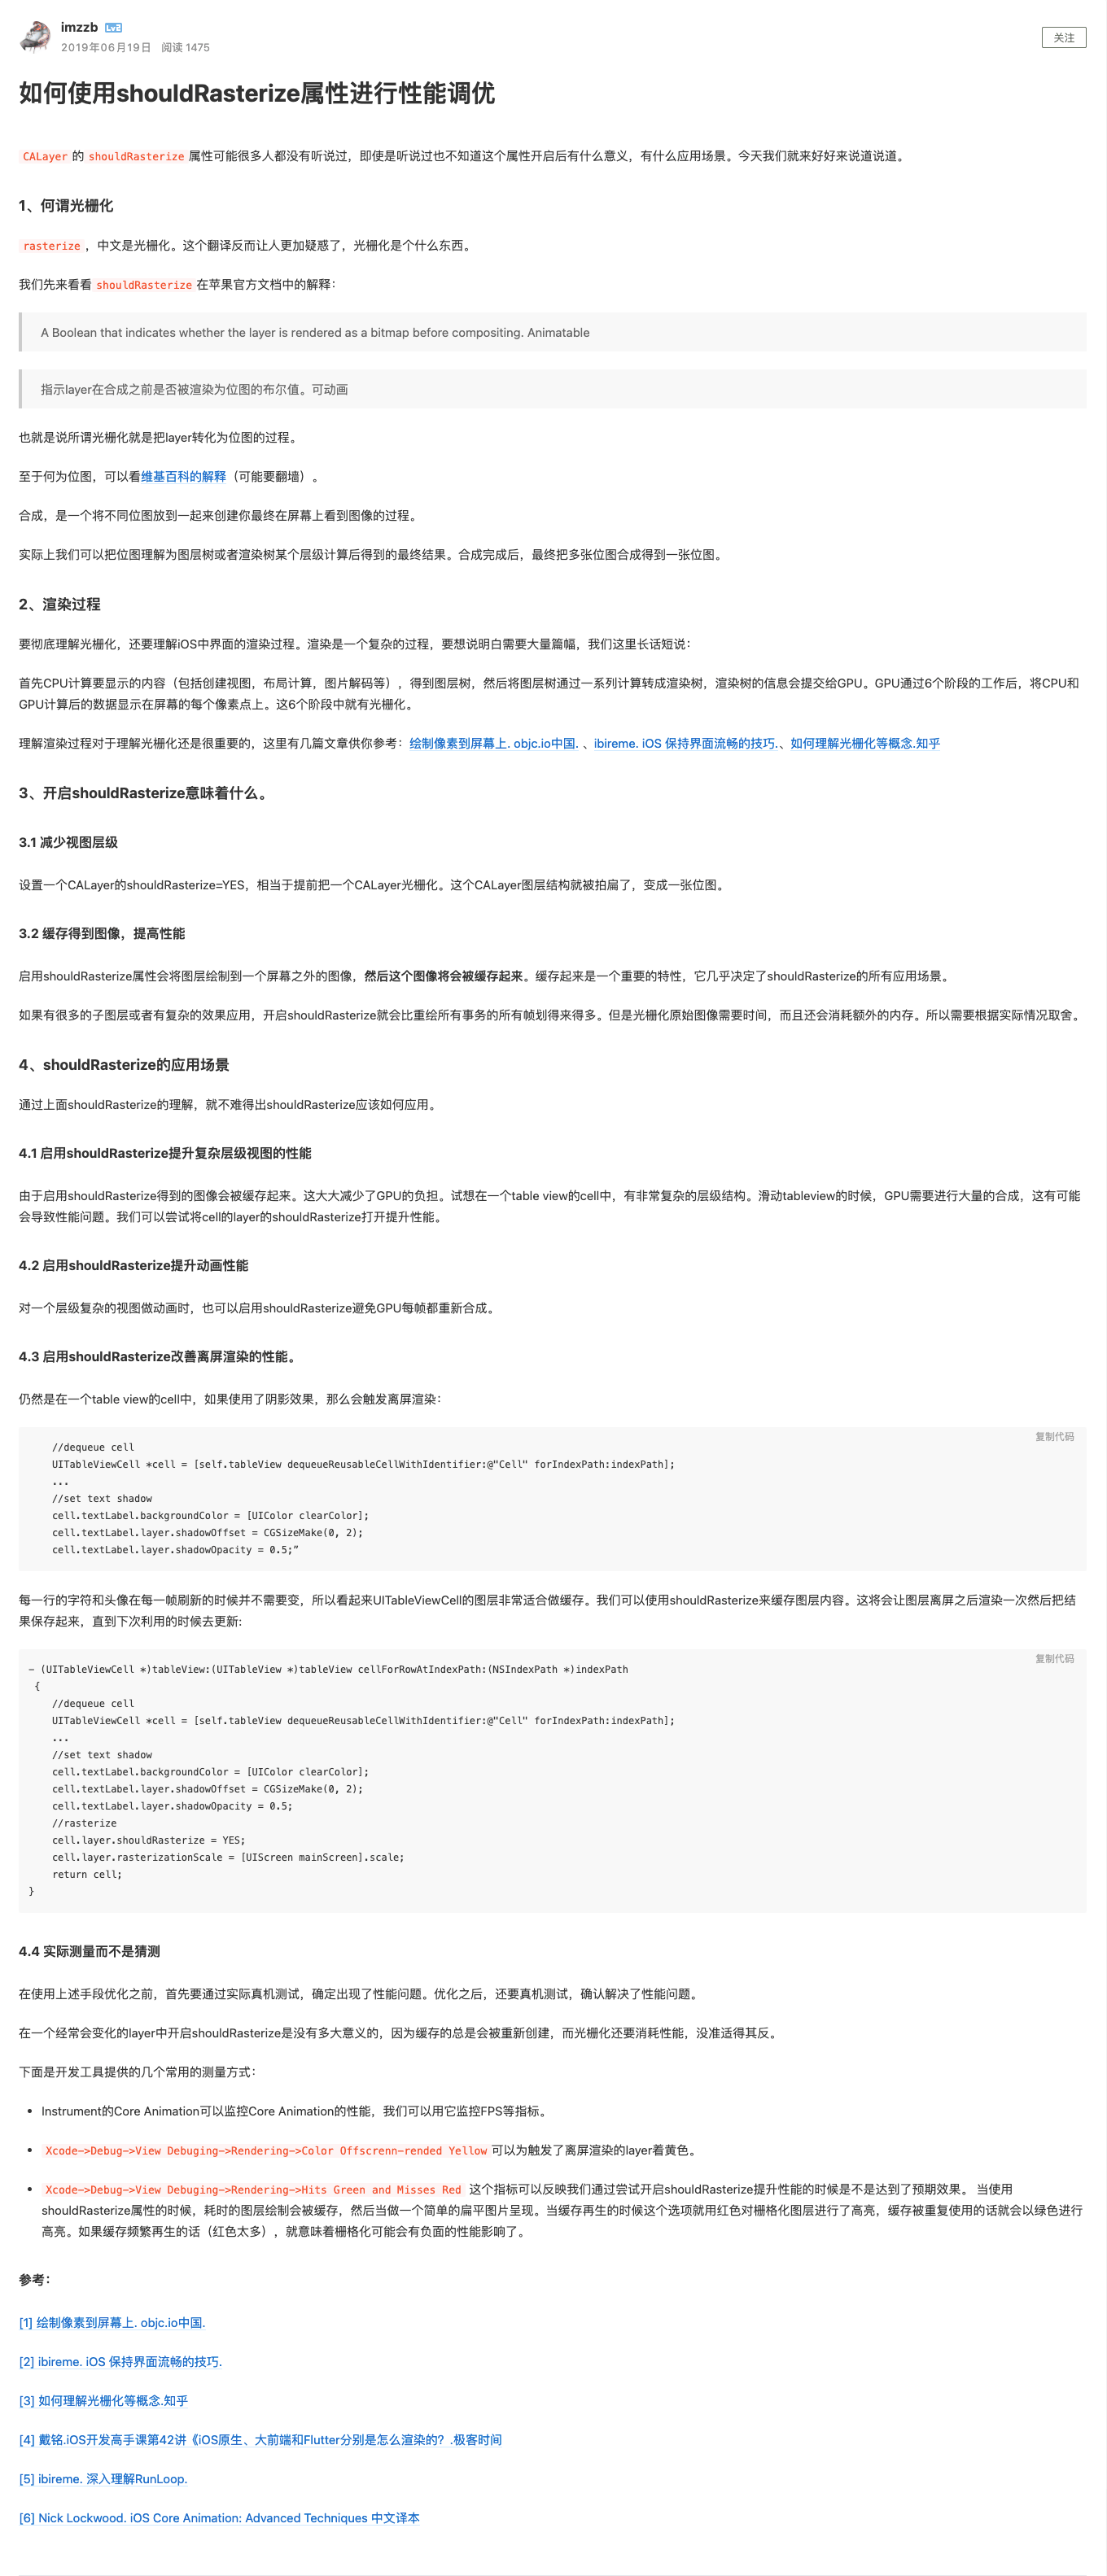 imzzb
2019年06月19日 阅读 1475
关注
如何使用shouldRasterize属性进行性能调优
CALayer 的 shouldRasterize 属性可能很多人都没有听说过，即使是听说过也不知道这个属性开启后有什么意义，有什么应用场景。今天我们就来好好来说道说道。
1、何谓光栅化
rasterize ，中文是光栅化。这个翻译反而让人更加疑惑了，光栅化是个什么东西。
我们先来看看 shouldRasterize 在苹果官方文档中的解释：
A Boolean that indicates whether the layer is rendered as a bitmap before compositing. Animatable
指示layer在合成之前是否被渲染为位图的布尔值。可动画
也就是说所谓光栅化就是把layer转化为位图的过程。
至于何为位图，可以看维基百科的解释（可能要翻墙）。
合成，是一个将不同位图放到一起来创建你最终在屏幕上看到图像的过程。
实际上我们可以把位图理解为图层树或者渲染树某个层级计算后得到的最终结果。合成完成后，最终把多张位图合成得到一张位图。
2、渲染过程
要彻底理解光栅化，还要理解iOS中界面的渲染过程。渲染是一个复杂的过程，要想说明白需要大量篇幅，我们这里长话短说：
首先CPU计算要显示的内容（包括创建视图，布局计算，图片解码等），得到图层树，然后将图层树通过一系列计算转成渲染树，渲染树的信息会提交给GPU。GPU通过6个阶段的工作后，将CPU和
GPU计算后的数据显示在屏幕的每个像素点上。这6个阶段中就有光栅化。
理解渲染过程对于理解光栅化还是很重要的，这里有几篇文章供你参考：绘制像素到屏幕上. objc.io中国. 、ibireme. iOS 保持界面流畅的技巧.、如何理解光栅化等概念.知乎
3、开启shouldRasterize意味着什么。
3.1 减少视图层级
设置一个CALayer的shouldRasterize=YES，相当于提前把一个CALayer光栅化。这个CALayer图层结构就被拍扁了，变成一张位图。
3.2 缓存得到图像，提高性能
启用shouldRasterize属性会将图层绘制到一个屏幕之外的图像，然后这个图像将会被缓存起来。缓存起来是一个重要的特性，它几乎决定了shouldRasterize的所有应用场景。
如果有很多的子图层或者有复杂的效果应用，开启shouldRasterize就会比重绘所有事务的所有帧划得来得多。但是光栅化原始图像需要时间，而且还会消耗额外的内存。所以需要根据实际情况取舍。
4、shouldRasterize的应用场景
通过上面shouldRasterize的理解，就不难得出shouldRasterize应该如何应用。
4.1 启用shouldRasterize提升复杂层级视图的性能
由于启用shouldRasterize得到的图像会被缓存起来。这大大减少了GPU的负担。试想在一个table view的cell中，有非常复杂的层级结构。滑动tableview的时候，GPU需要进行大量的合成，这有可能
会导致性能问题。我们可以尝试将cell的layer的shouldRasterize打开提升性能。
4.2 启用shouldRasterize提升动画性能
对一个层级复杂的视图做动画时，也可以启用shouldRasterize避免GPU每帧都重新合成。
4.3 启用shouldRasterize改善离屏渲染的性能。
仍然是在一个table view的cell中，如果使用了阴影效果，那么会触发离屏渲染：
复制代码
//dequeue cell
UITableViewCell *cell = [self.tableView dequeueReusableCellWithIdentifier:@"Cell" forIndexPath:indexPath];
...
//set text shadow
cell.textLabel.backgroundColor = [UIColor clearColor];
cell.textLabel.layer.shadowOffset = CGSizeMake(0, 2);
cell.textLabel.layer.shadowOpacity = 0.5;”
每一行的字符和头像在每一帧刷新的时候并不需要变，所以看起来UITableViewCell的图层非常适合做缓存。我们可以使用shouldRasterize来缓存图层内容。这将会让图层离屏之后渲染一次然后把结
果保存起来，直到下次利用的时候去更新:
复制代码
- (UITableViewCell *)tableView:(UITableView *)tableView cellForRowAtIndexPath:(NSIndexPath *)indexPath
{
//dequeue cell
UITableViewCell *cell = [self.tableView dequeueReusableCellWithIdentifier:@"Cell" forIndexPath:indexPath];
...
//set text shadow
cell.textLabel.backgroundColor = [UIColor clearColor];
cell.textLabel.layer.shadowOffset = CGSizeMake(0, 2);
cell.textLabel.layer.shadowOpacity = 0.5;
//rasterize
cell.layer.shouldRasterize = YES;
cell.layer.rasterizationScale = [UIScreen mainScreen].scale;
return cell;
}
4.4 实际测量而不是猜测
在使用上述手段优化之前，首先要通过实际真机测试，确定出现了性能问题。优化之后，还要真机测试，确认解决了性能问题。
在一个经常会变化的layer中开启shouldRasterize是没有多大意义的，因为缓存的总是会被重新创建，而光栅化还要消耗性能，没准适得其反。
下面是开发工具提供的几个常用的测量方式：
• Instrument的Core Animation可以监控Core Animation的性能，我们可以用它监控FPS等指标。
• Xcode->Debug->View Debuging->Rendering->Color Offscrenn-rended Yellow 可以为触发了离屏渲染的layer着黄色。
• Xcode->Debug->View Debuging->Rendering->Hits Green and Misses Red 这个指标可以反映我们通过尝试开启shouldRasterize提升性能的时候是不是达到了预期效果。 当使用
shouldRasterize属性的时候，耗时的图层绘制会被缓存，然后当做一个简单的扁平图片呈现。当缓存再生的时候这个选项就用红色对栅格化图层进行了高亮，缓存被重复使用的话就会以绿色进行
高亮。如果缓存频繁再生的话（红色太多），就意味着栅格化可能会有负面的性能影响了。
参考：
[1] 绘制像素到屏幕上. objc.io中国.
[2] ibireme. iOS 保持界面流畅的技巧.
[3] 如何理解光栅化等概念.知乎
[4] 戴铭.iOS开发高手课第42讲《iOS原生、大前端和Flutter分别是怎么渲染的？.极客时间
[5] ibireme. 深入理解RunLoop.
[6] Nick Lockwood. iOS Core Animation: Advanced Techniques 中文译本